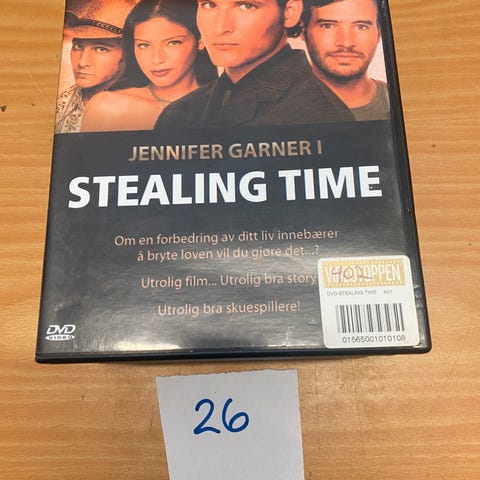 JENNIFER GARNER I
STEALING TIME
Om en forbedring av ditt liv innebærer
å bryte loven vil du gjøre det...?
Utrolig film... Utrolig bra story
Utrolig bra skuespillere!
DVD
VIDEO
DVD-STEALING TIME A01
01565001010108
26